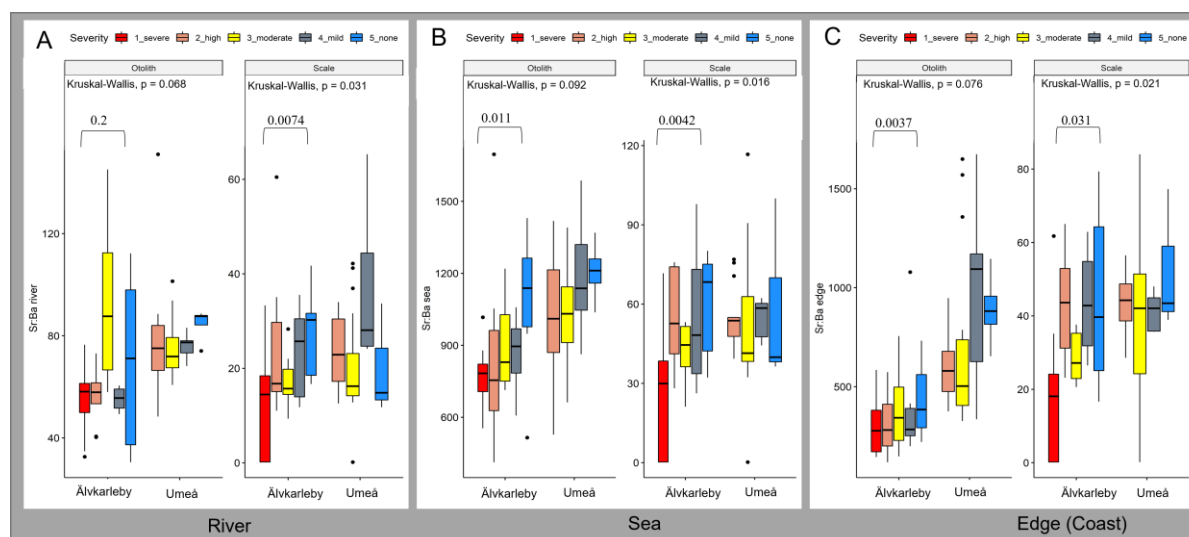 A
Severity 1_severe 2_high 3_moderate 4_mild 5_none
Otolith Scale
Kruskal-Wallis, p = 0.068 Kruskal-Wallis, p = 0.031
0.2 0.0074
Sr:Ba river
120
80
40
60
40
20
0
Älvkarleby Umeå Älvkarleby Umeå
River
B
Severity 1_severe 2_high 3_moderate 4_mild 5_none
Otolith Scale
Kruskal-Wallis, p = 0.092 Kruskal-Wallis, p = 0.016
0.011 0.0042
Sr:Ba sea
1500
1200
900
600
120
90
60
30
0
Älvkarleby Umeå Älvkarleby Umeå
Sea
C
Severity 1_severe 2_high 3_moderate 4_mild 5_none
Otolith Scale
Kruskal-Wallis, p = 0.076 Kruskal-Wallis, p = 0.021
0.0037 0.031
Sr:Ba edge
1500
1000
500
80
60
40
20
0
Älvkarleby Umeå Älvkarleby Umeå
Edge (Coast)